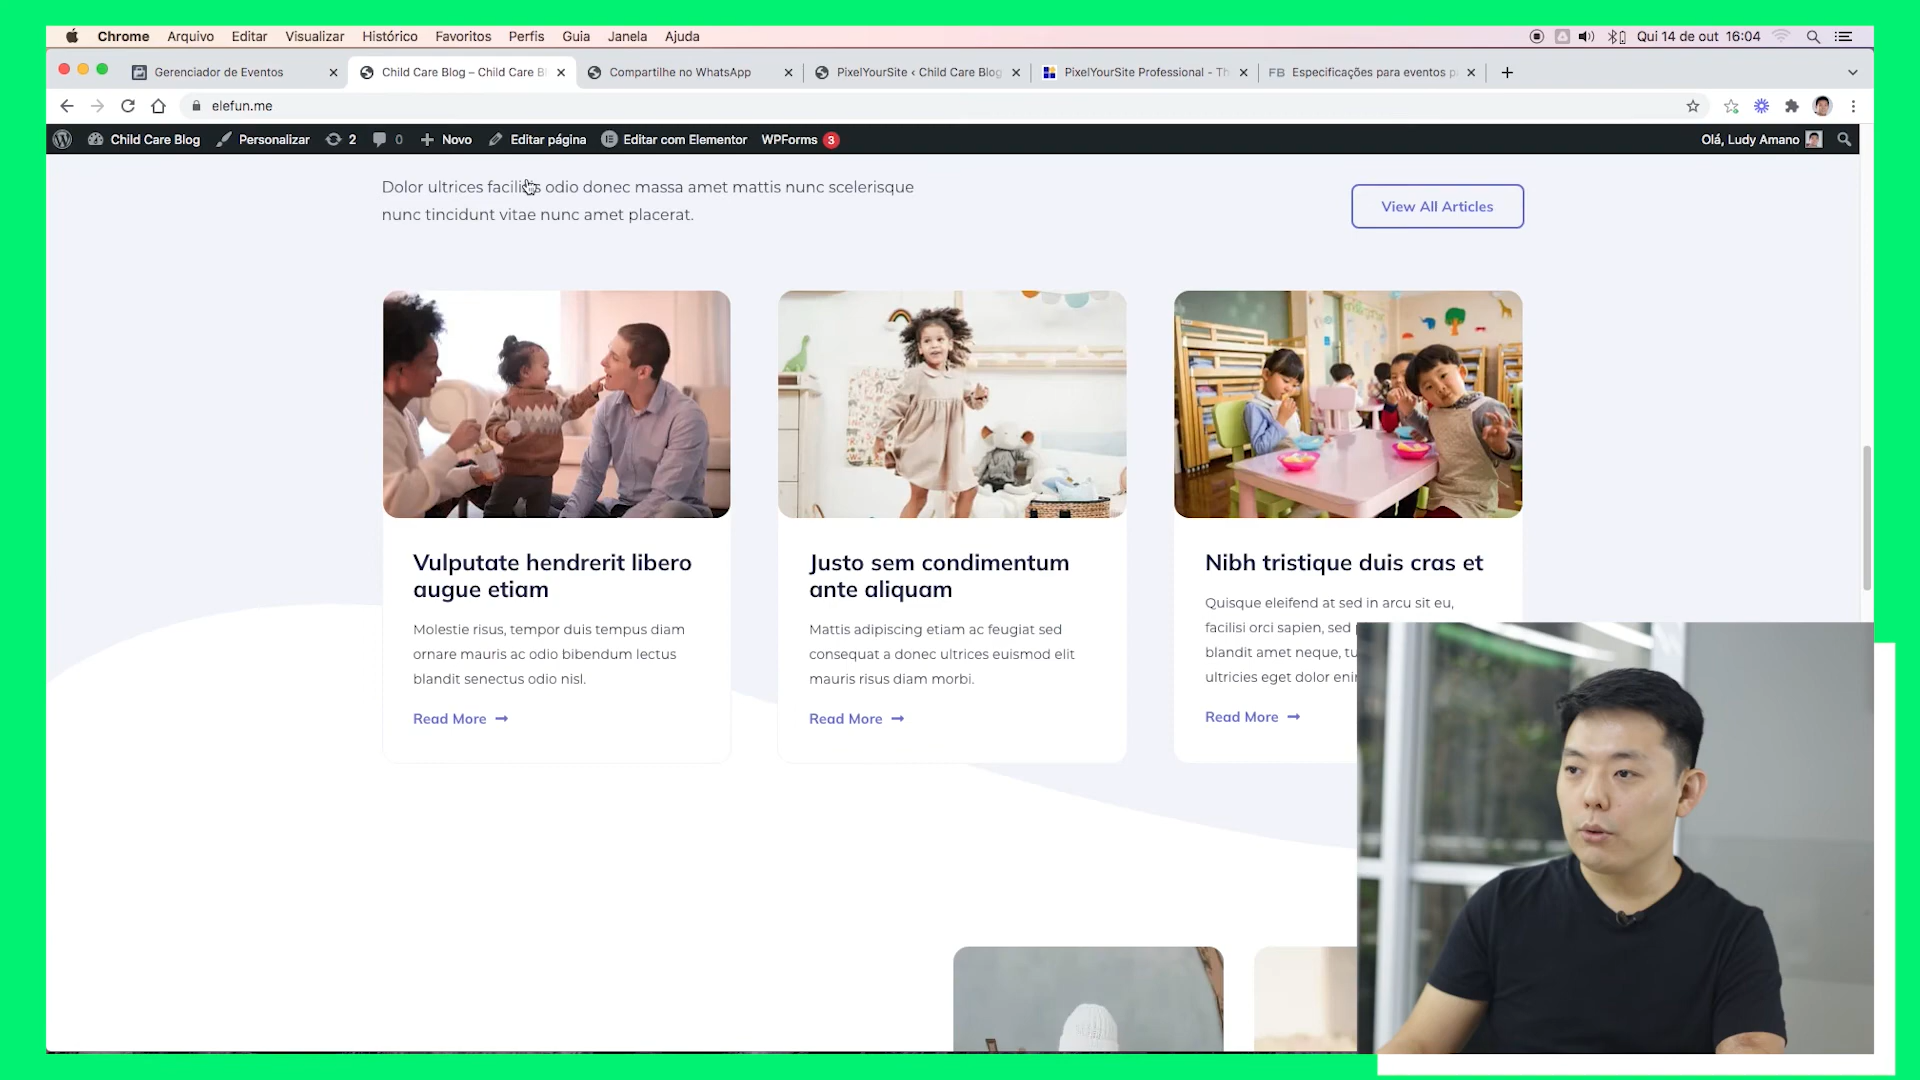 Chrome Arquivo Editar Visualizar Histórico Favoritos Perfis Guia Janela Ajuda Qui 14 de out 16:04
Gerenciador de Eventos Child Care Blog – Child Care B Compartilhe no WhatsApp PixelYourSite ‹ Child Care Blog PixelYourSite Professional - Th FB Especificações para eventos p
elefun.me
Child Care Blog Personalizar 2 0 Novo Editar página Editar com Elementor WPForms 3 Olá, Ludy Amano
Dolor ultrices facilisis odio donec massa amet mattis nunc scelerisque
nunc tincidunt vitae nunc amet placerat.
View All Articles
Vulputate hendrerit libero
augue etiam
Molestie risus, tempor duis tempus diam
ornare mauris ac odio bibendum lectus
blandit senectus odio nisl.
Read More
Justo sem condimentum
ante aliquam
Mattis adipiscing etiam ac feugiat sed
consequat a donec ultrices euismod elit
mauris risus diam morbi.
Read More
Nibh tristique duis cras et
Quisque eleifend at sed in arcu sit eu,
facilisi orci sapien, sed
blandit amet neque, tu
ultricies eget dolor eni
Read More